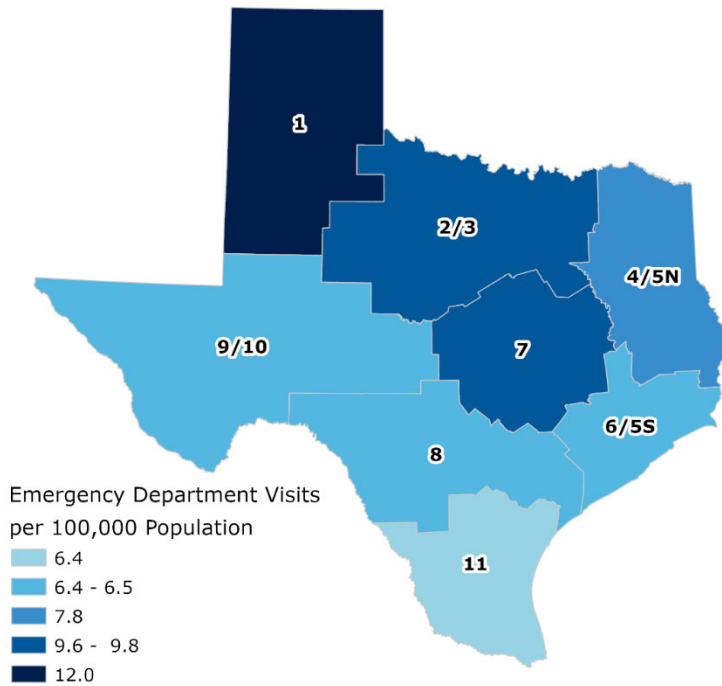 1
2/3
4/5N
9/10
7
6/5S
8
11
Emergency Department Visits
per 100,000 Population
6.4
6.4 - 6.5
7.8
9.6 - 9.8
12.0